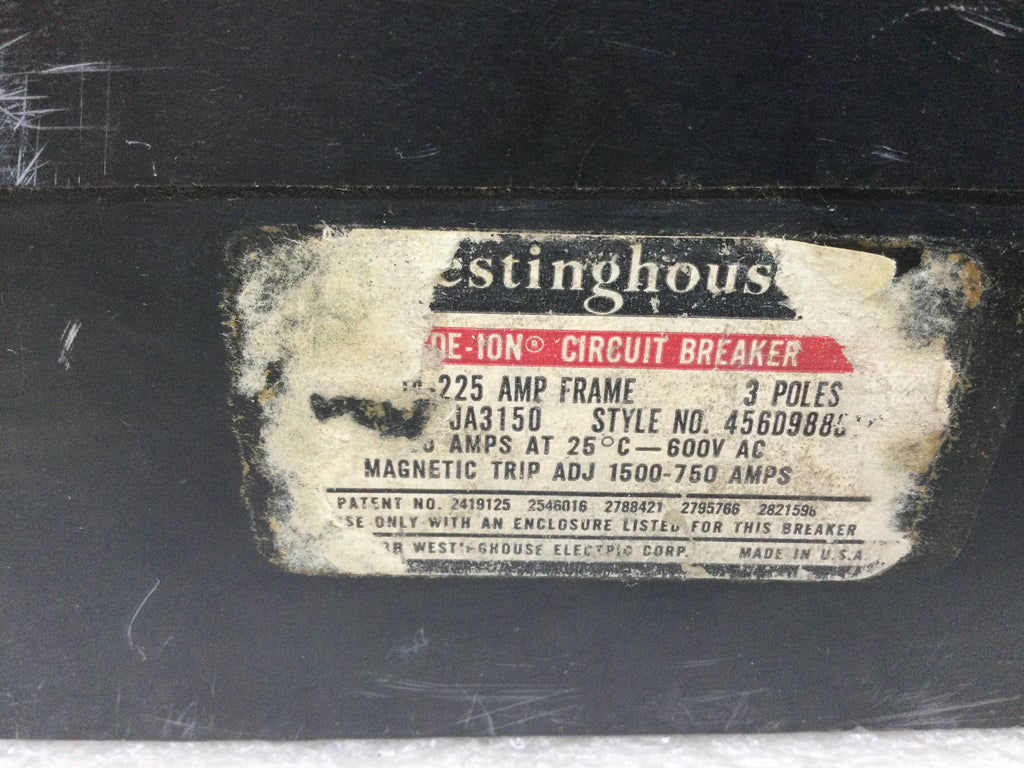 estinghous
DE-ION® - CIRCUIT BREAKER
-225 AMP FRAME 3 POLES
JA3150 STYLE NO. 456D988
AMPS AT 25°C—600V AC
MAGNETIC TRIP ADJ 1500-750 AMPS
PATENT NO. 2419125 2546016 2788421 2795766 2821596
SE ONLY WITH AN ENCLOSURE LISTED FOR THIS BREAKER
WESTINGHOUSE ELECTRIC CORP. MADE IN U.S.A.